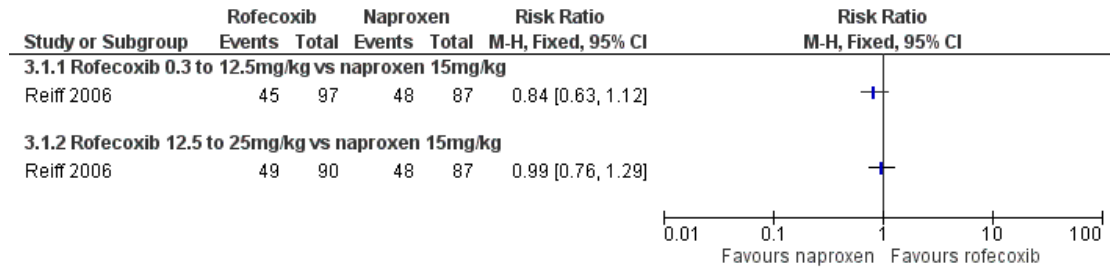 Rofecoxib Naproxen Risk Ratio Risk Ratio
Study or Subgroup Events Total Events Total M-H, Fixed, 95% CI M-H, Fixed, 95% CI
3.1.1 Rofecoxib 0.3 to 12.5mg/kg vs naproxen 15mg/kg
Reiff 2006 45 97 48 87 0.84 [0.63, 1.12]
3.1.2 Rofecoxib 12.5 to 25mg/kg vs naproxen 15mg/kg
Reiff 2006 49 90 48 87 0.99 [0.76, 1.29]
0.01 0.1 1 10 100
Favours naproxen Favours rofecoxib